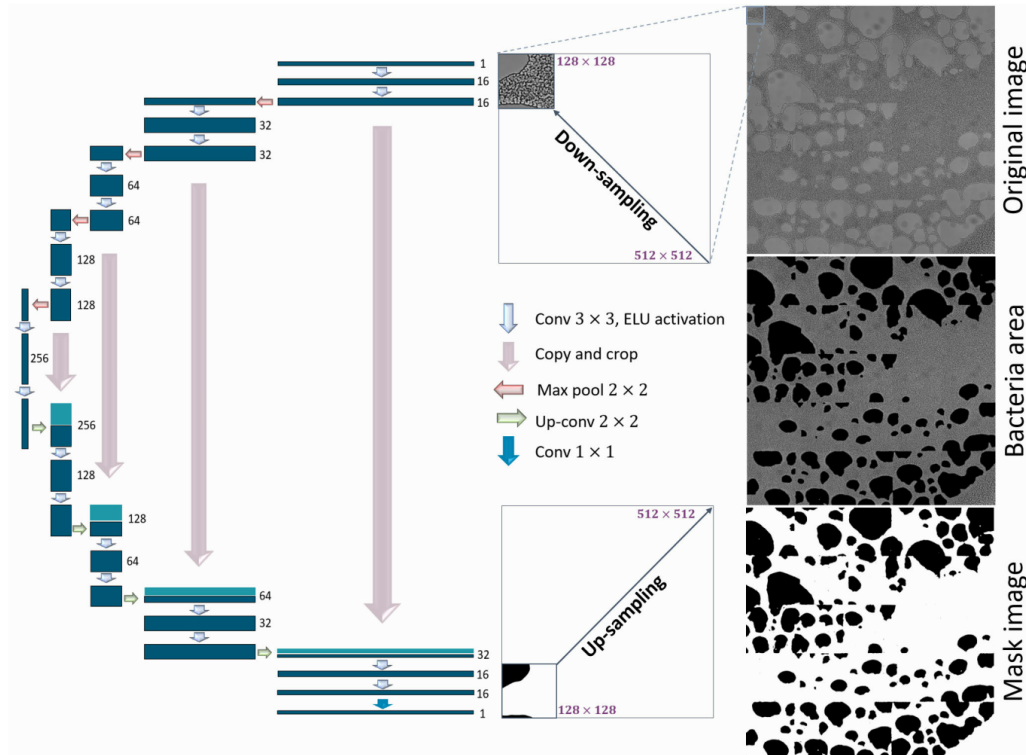 1
16
16
32
32
64
64
128
128
256
256
128
128
64
64
32
32
16
16
1
128 × 128
Down-sampling
512 × 512
Conv 3 × 3, ELU activation
Copy and crop
Max pool 2 × 2
Up-conv 2 × 2
Conv 1 × 1
512 × 512
Up-sampling
128 × 128
Original image
Bacteria area
Mask image